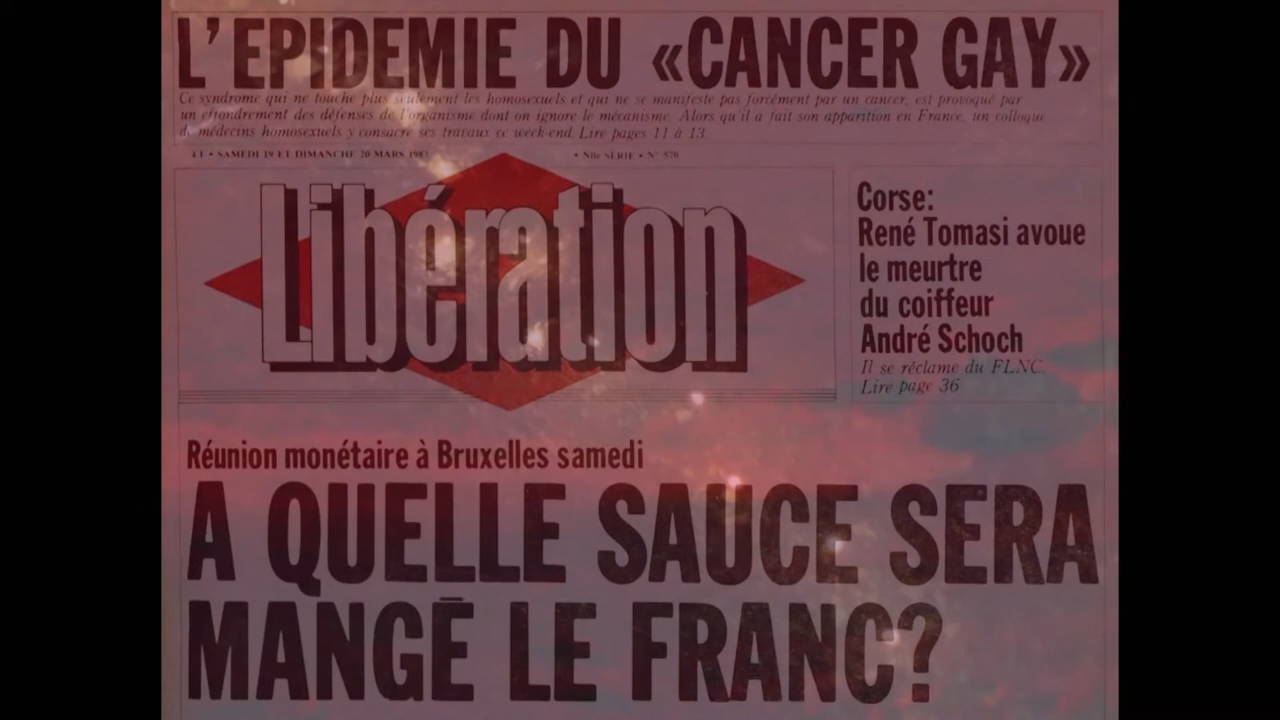 L'EPIDEMIE DU «CANCER GAY»
Ce syndrome qui ne touche plus seulement les homosexuels et qui ne se manifeste pas forcément par un cancer, est provoqué par
un effondrement des défenses de l'organisme dont on ignore le mécanisme. Alors qu'il a fait son apparition en France, un colloque
de médecins homosexuels y consacre ses travaux ce week-end. Lire pages 11 à 13.
4 F • SAMEDI 19 ET DIMANCHE 20 MARS 1983
• Nlle SÉRIE • N° 570
Libération
Corse:
René Tomasi avoue
le meurtre
du coiffeur
André Schoch
Il se réclame du FLNC.
Lire page 36
Réunion monétaire à Bruxelles samedi
A QUELLE SAUCE SERA
MANGÉ LE FRANC?